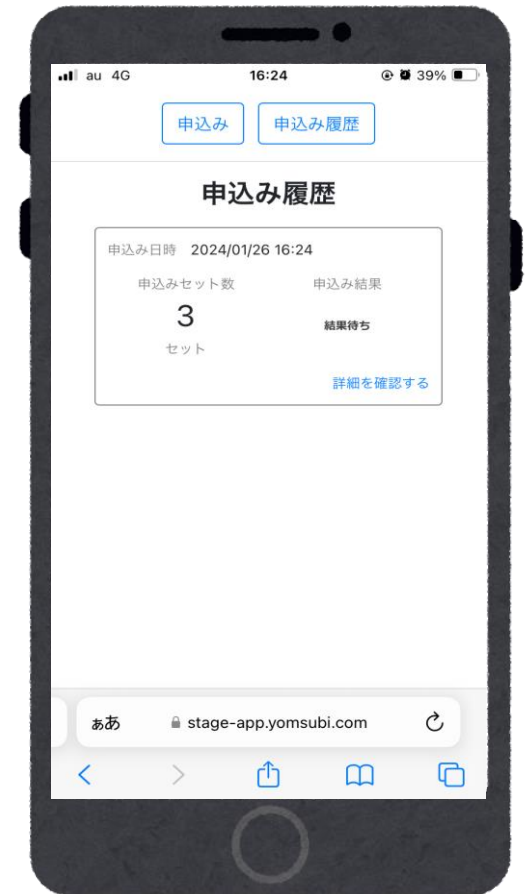 au 4G 16:24 39%
申込み 申込み履歴
申込み履歴
申込み日時 2024/01/26 16:24
申込みセット数 申込み結果
3 結果待ち
セット
詳細を確認する
ぁあ stage-app.yomsubi.com